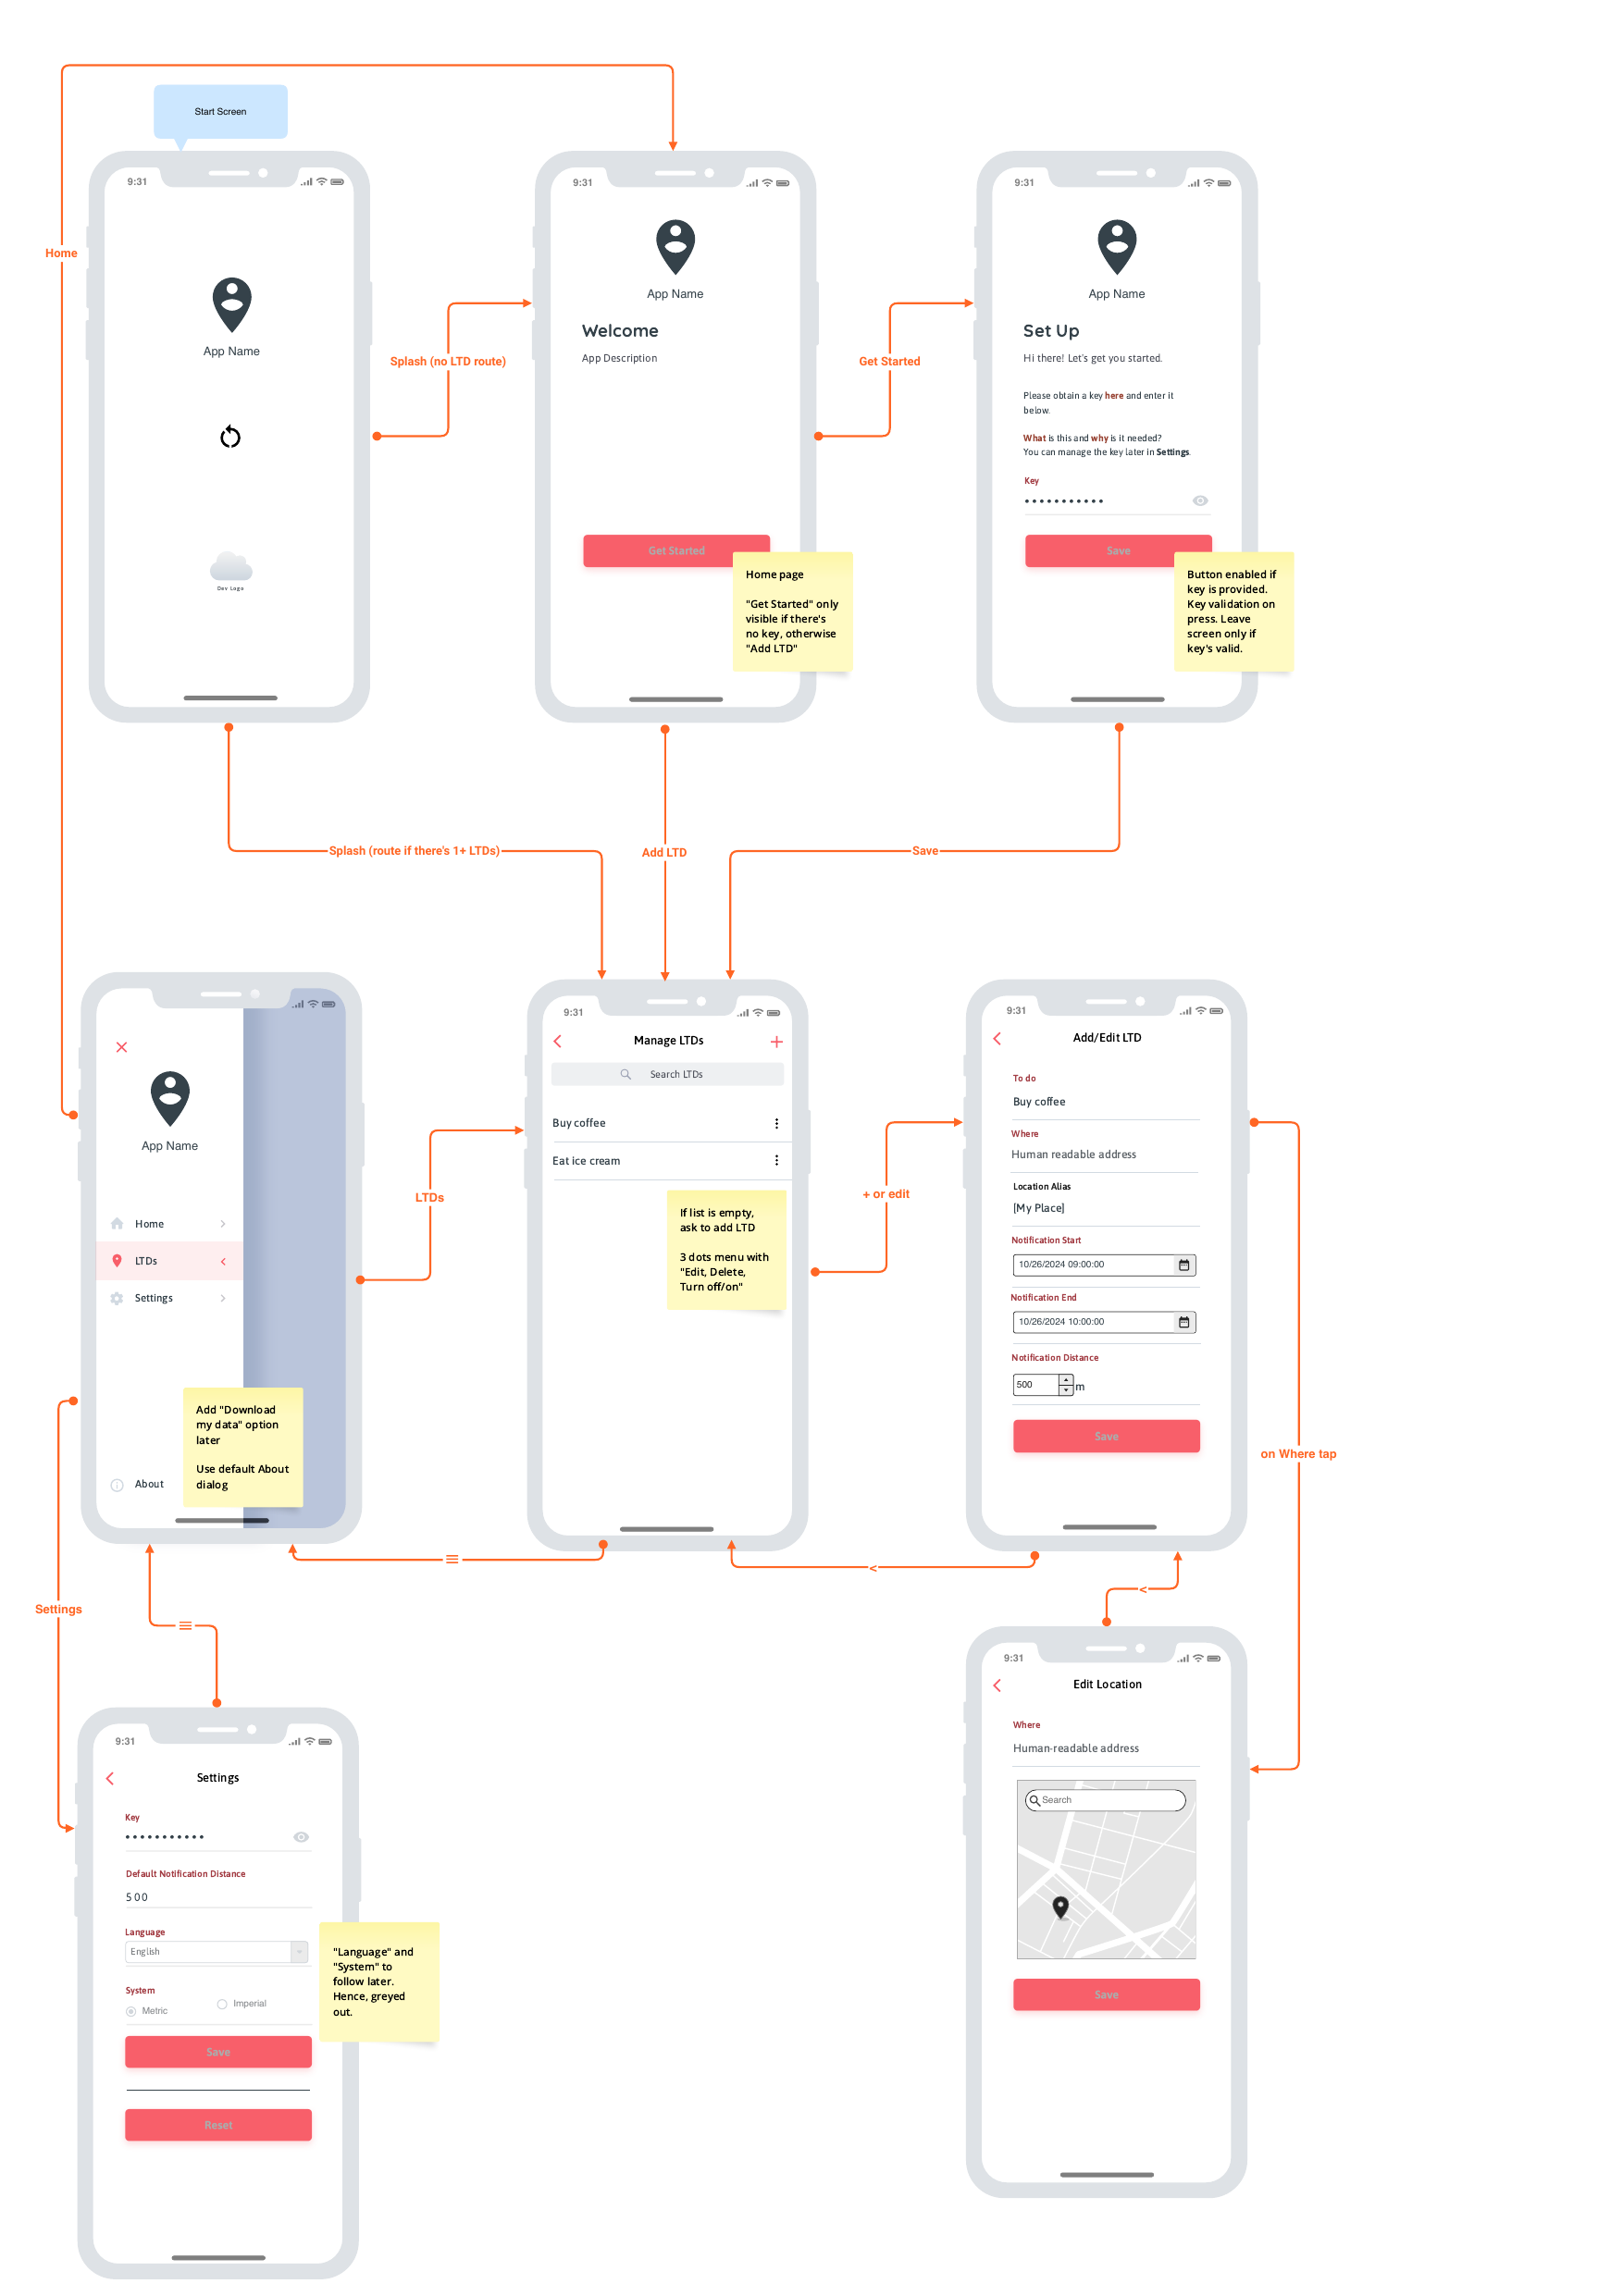 Start Screen
9:31
App Name
Dev Logo
Home
Splash (no LTD route)
9:31
App Name
Welcome
App Description
Get Started
Home page
"Get Started" only
visible if there's
no key, otherwise
"Add LTD"
Get Started
9:31
App Name
Set Up
Hi there! Let's get you started.
Please obtain a key here and enter it
below.
What is this and why is it needed?
You can manage the key later in Settings.
Key
•••••••••••
Save
Button enabled if
key is provided.
Key validation on
press. Leave
screen only if
key's valid.
Splash (route if there's 1+ LTDs)
Add LTD
Save
App Name
Home
LTDs
Settings
About
Add "Download
my data" option
later
Use default About
dialog
LTDs
9:31
Manage LTDs
+
Search LTDs
Buy coffee
Eat ice cream
If list is empty,
ask to add LTD
3 dots menu with
"Edit, Delete,
Turn off/on"
+ or edit
9:31
Add/Edit LTD
To do
Buy coffee
Where
Human readable address
Location Alias
[My Place]
Notification Start
10/26/2024 09:00:00
Notification End
10/26/2024 10:00:00
Notification Distance
500 m
Save
on Where tap
<
<
Settings
9:31
Settings
Key
•••••••••••
Default Notification Distance
500
Language
English
System
Metric
Imperial
Save
Reset
"Language" and
"System" to
follow later.
Hence, greyed
out.
9:31
Edit Location
Where
Human-readable address
Search
Save